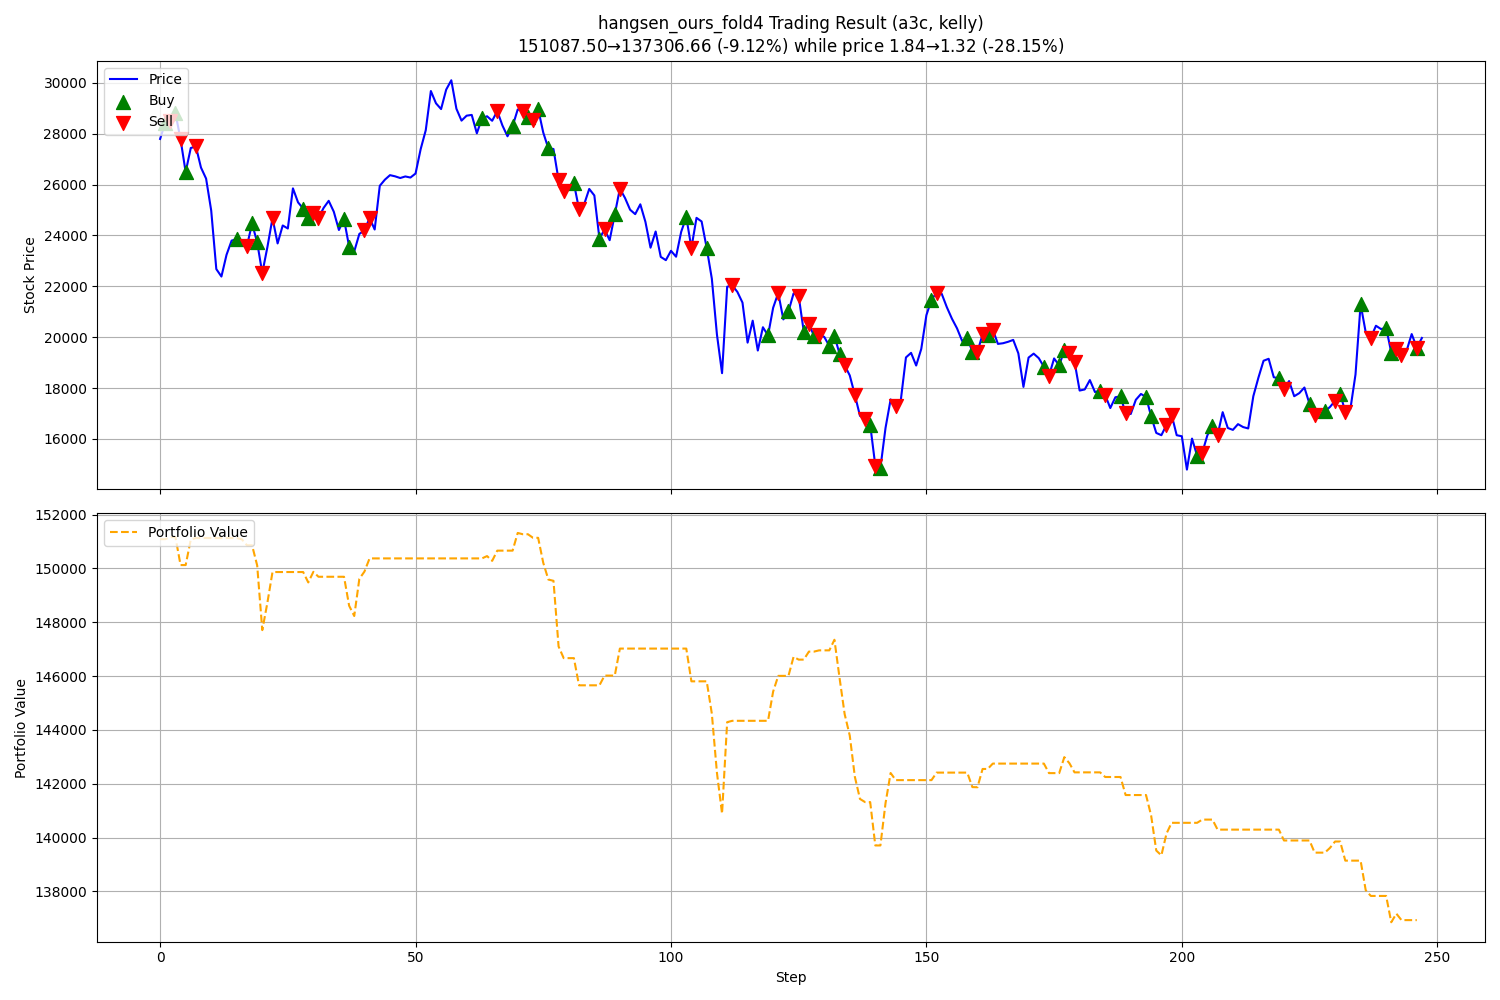 hangsen_ours_fold4 Trading Result (a3c, kelly)
151087.50→137306.66 (-9.12%) while price 1.84→1.32 (-28.15%)
Price
Buy
Sell
Stock Price
30000
28000
26000
24000
22000
20000
18000
16000
Portfolio Value
Portfolio Value
152000
150000
148000
146000
144000
142000
140000
138000
0
50
100
150
200
250
Step